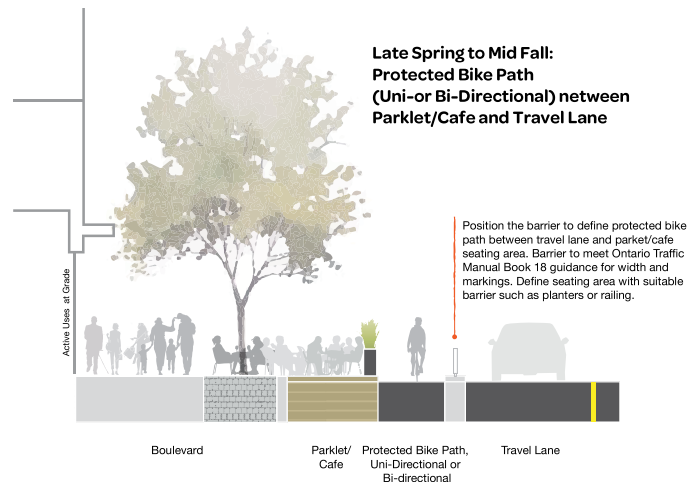 Late Spring to Mid Fall:
Protected Bike Path
(Uni-or Bi-Directional) netween
Parklet/Cafe and Travel Lane
Position the barrier to define protected bike
path between travel lane and parket/cafe
seating area. Barrier to meet Ontario Traffic
Manual Book 18 guidance for width and
markings. Define seating area with suitable
barrier such as planters or railing.
Active Uses at Grade
Boulevard
Parklet/
Cafe
Protected Bike Path,
Uni-Directional or
Bi-directional
Travel Lane